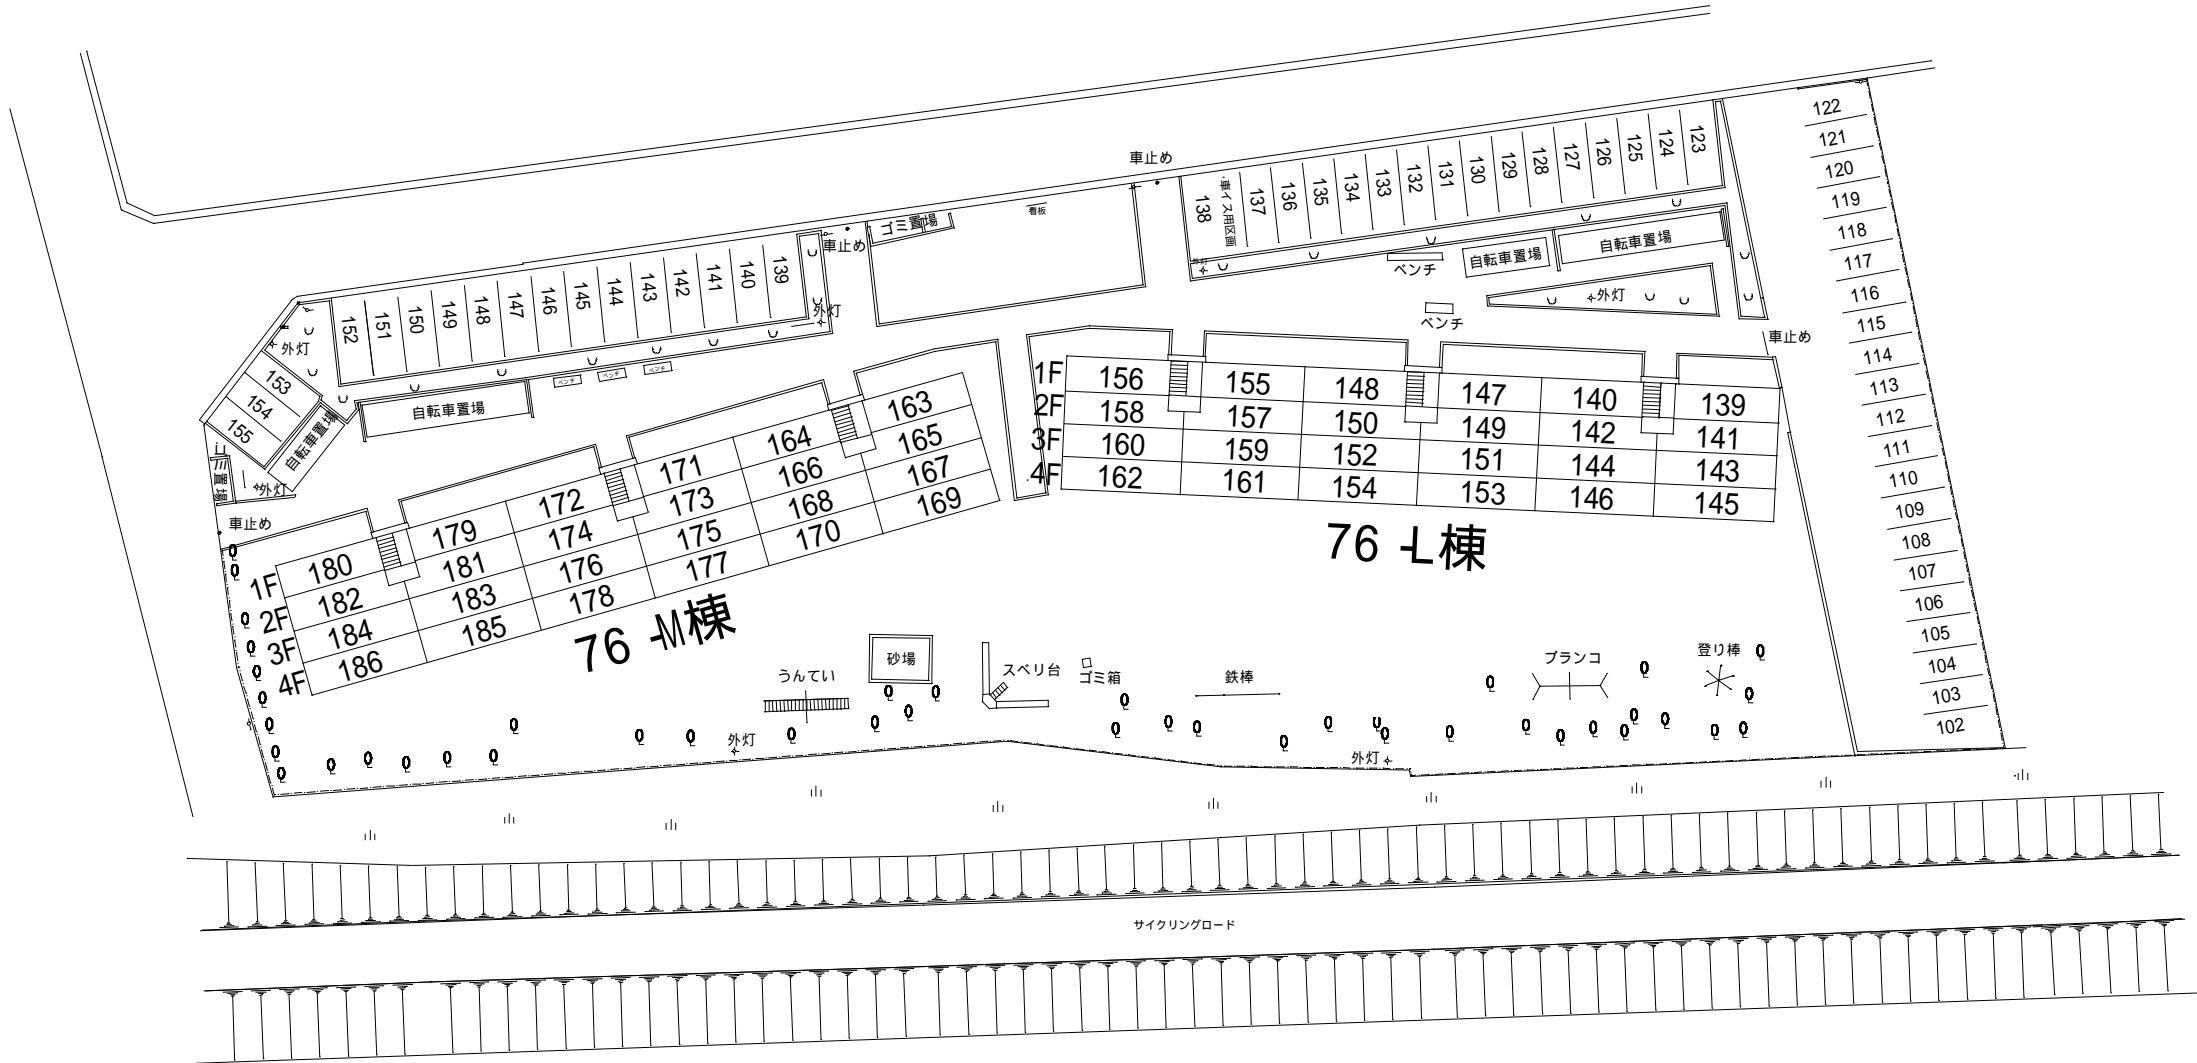 122
121
120
119
118
117
116
115
114
113
112
111
110
109
108
107
106
105
104
103
102
車止め
138
・車イス用区画
137
136
135
134
133
132
131
130
129
128
127
126
125
124
123
看板
ゴミ置場
車止め
152
151
150
149
148
147
146
145
144
143
142
141
140
139
外灯
外灯
外灯
153
154
155
自転車置場
自転車置場
ベンチ
ベンチ
ベンチ
ゴミ置場
外灯
車止め
ベンチ
自転車置場
自転車置場
外灯
ベンチ
車止め
1F 156 155 148 147 140 139
2F 158 157 150 149 142 141
3F 160 159 152 151 144 143
4F 162 161 154 153 146 145
76-L棟
1F 180 179 172 171 164 163
2F 182 181 174 173 166 165
3F 184 183 176 175 168 167
4F 186 185 178 177 170 169
76-M棟
うんてい
砂場
スベリ台
ゴミ箱
鉄棒
ブランコ
登り棒
外灯
外灯
サイクリングロード